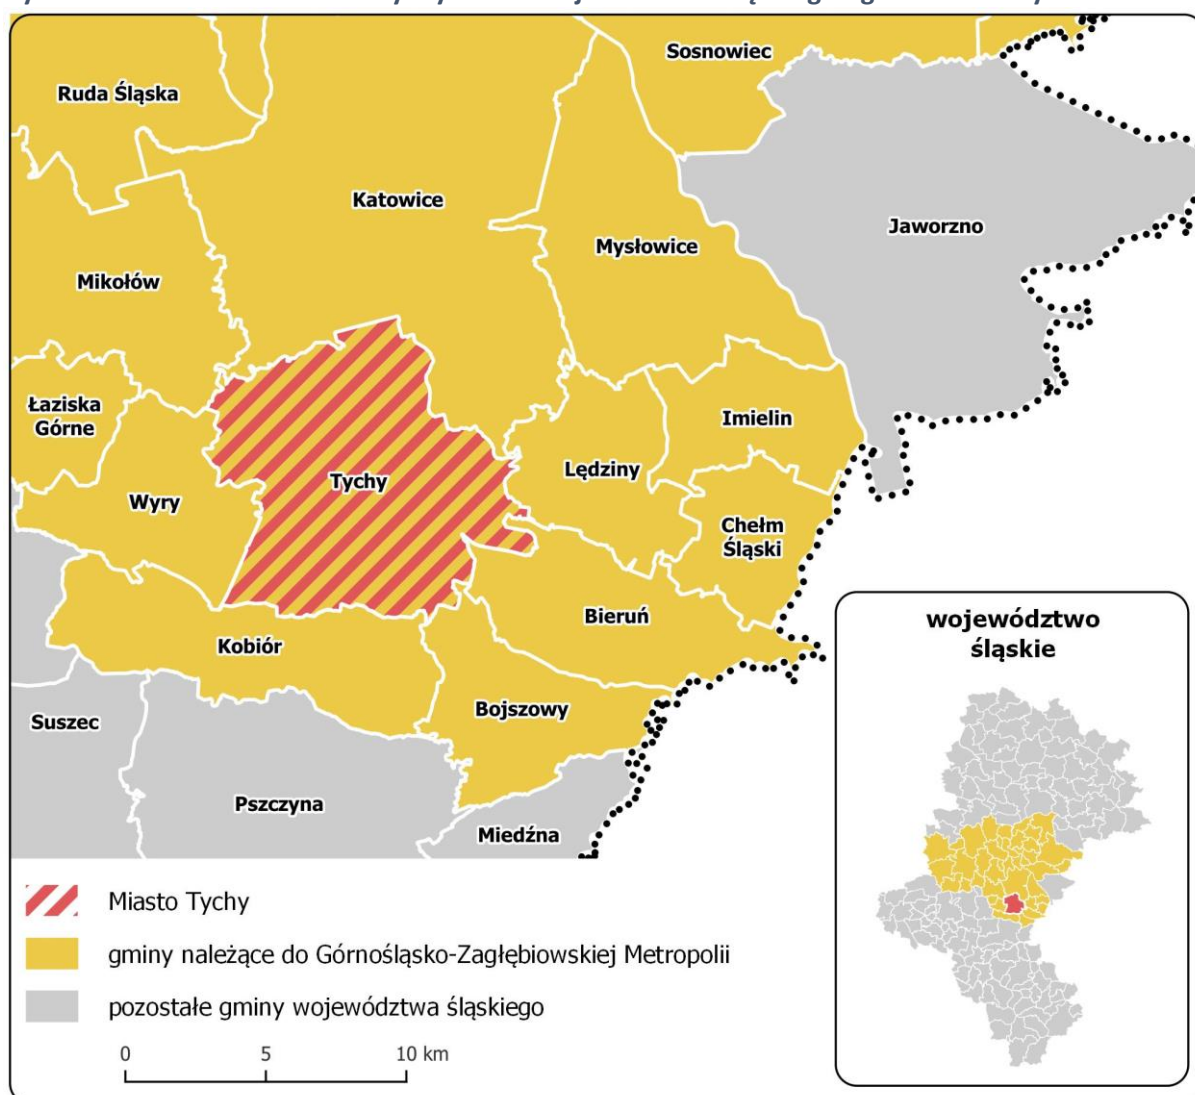 Sosnowiec
Ruda Śląska
Katowice
Jaworzno
Mysłowice
Mikołów
Łaziska
Górne
Imielin
Lędziny
Tychy
Wyry
Chełm
Śląski
Bieruń
Kobiór
Bojszowy
Suszec
Pszczyna
Miedźna
województwo
śląskie
Miasto Tychy
gminy należące do Górnośląsko-Zagłębiowskiej Metropolii
pozostałe gminy województwa śląskiego
0 5 10 km